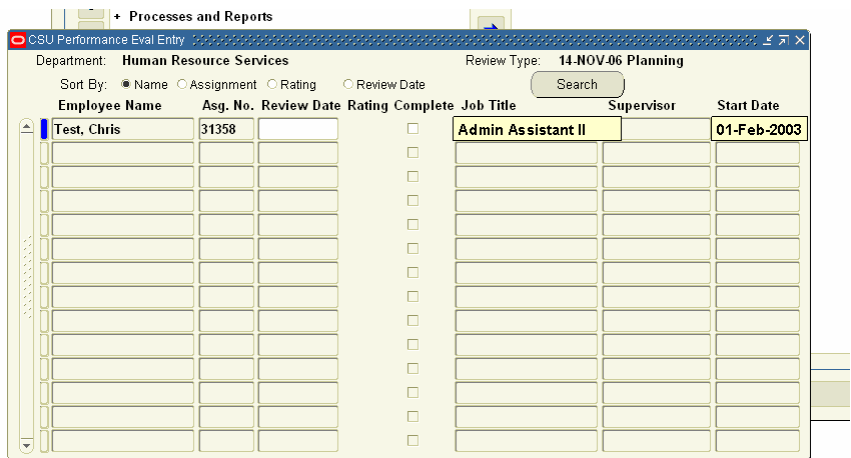 + Processes and Reports
CSU Performance Eval Entry
Department: Human Resource Services Review Type: 14-NOV-06 Planning
Sort By: Name Assignment Rating Review Date Search
Employee Name Asg. No. Review Date Rating Complete Job Title Supervisor Start Date
Test, Chris 31358 Admin Assistant II 01-Feb-2003